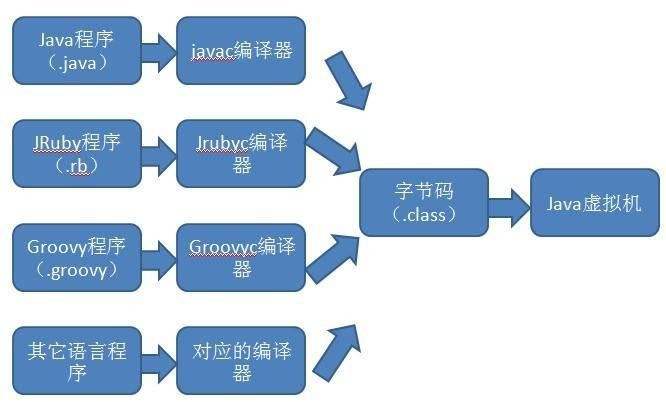 Java程序
（.java）
javac编译器
JRuby程序
（.rb）
Jrubyc编译
器
字节码
（.class）
Java虚拟机
Groovy程序
（.groovy）
Groovyc编译
器
其它语言程
序
对应的编译
器